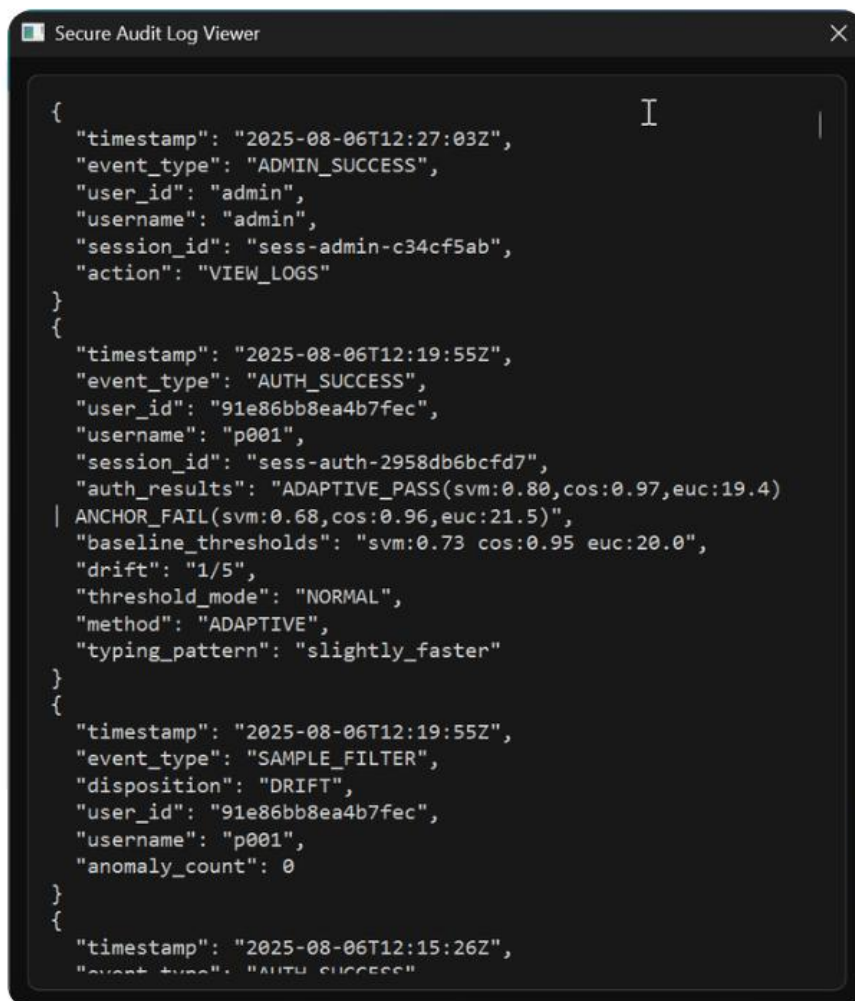 Secure Audit Log Viewer
{
"timestamp": "2025-08-06T12:27:03Z",
"event_type": "ADMIN_SUCCESS",
"user_id": "admin",
"username": "admin",
"session_id": "sess-admin-c34cf5ab",
"action": "VIEW_LOGS"
}
{
"timestamp": "2025-08-06T12:19:55Z",
"event_type": "AUTH_SUCCESS",
"user_id": "91e86bb8ea4b7fec",
"username": "p001",
"session_id": "sess-auth-2958db6bcfd7",
"auth_results": "ADAPTIVE_PASS(svm:0.80,cos:0.97,euc:19.4)
| ANCHOR_FAIL(svm:0.68,cos:0.96,euc:21.5)",
"baseline_thresholds": "svm:0.73 cos:0.95 euc:20.0",
"drift": "1/5",
"threshold_mode": "NORMAL",
"method": "ADAPTIVE",
"typing_pattern": "slightly_faster"
}
{
"timestamp": "2025-08-06T12:19:55Z",
"event_type": "SAMPLE_FILTER",
"disposition": "DRIFT",
"user_id": "91e86bb8ea4b7fec",
"username": "p001",
"anomaly_count": 0
}
{
"timestamp": "2025-08-06T12:15:26Z",
"event_type": "AUTH_SUCCESS"